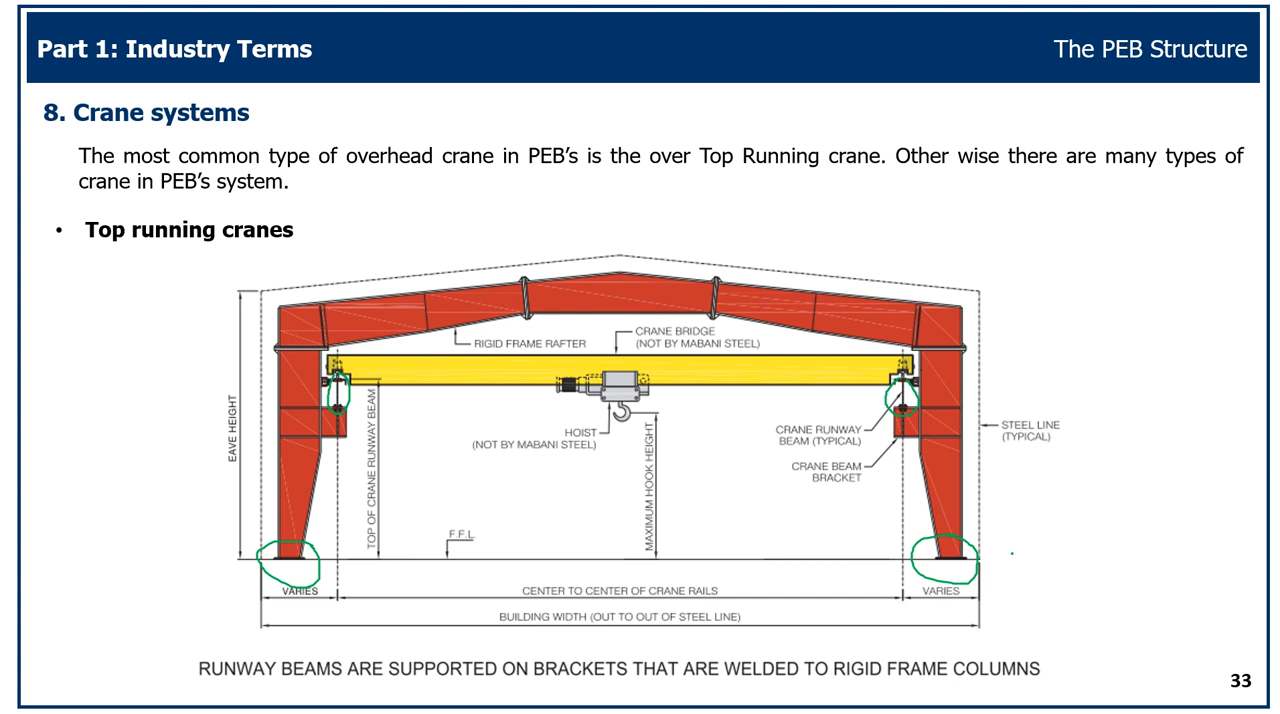 Part 1: Industry Terms
The PEB Structure
8. Crane systems
The most common type of overhead crane in PEB’s is the over Top Running crane. Other wise there are many types of
crane in PEB’s system.
• Top running cranes
CRANE BRIDGE
(NOT BY MABANI STEEL)
RIGID FRAME RAFTER
EAVE HEIGHT
TOP OF CRANE RUNWAY BEAM
HOIST
(NOT BY MABANI STEEL)
MAXIMUM HOOK HEIGHT
CRANE RUNWAY
BEAM (TYPICAL)
CRANE BEAM
BRACKET
STEEL LINE
(TYPICAL)
F.F.L.
VARIES
CENTER TO CENTER OF CRANE RAILS
VARIES
BUILDING WIDTH (OUT TO OUT OF STEEL LINE)
RUNWAY BEAMS ARE SUPPORTED ON BRACKETS THAT ARE WELDED TO RIGID FRAME COLUMNS
33